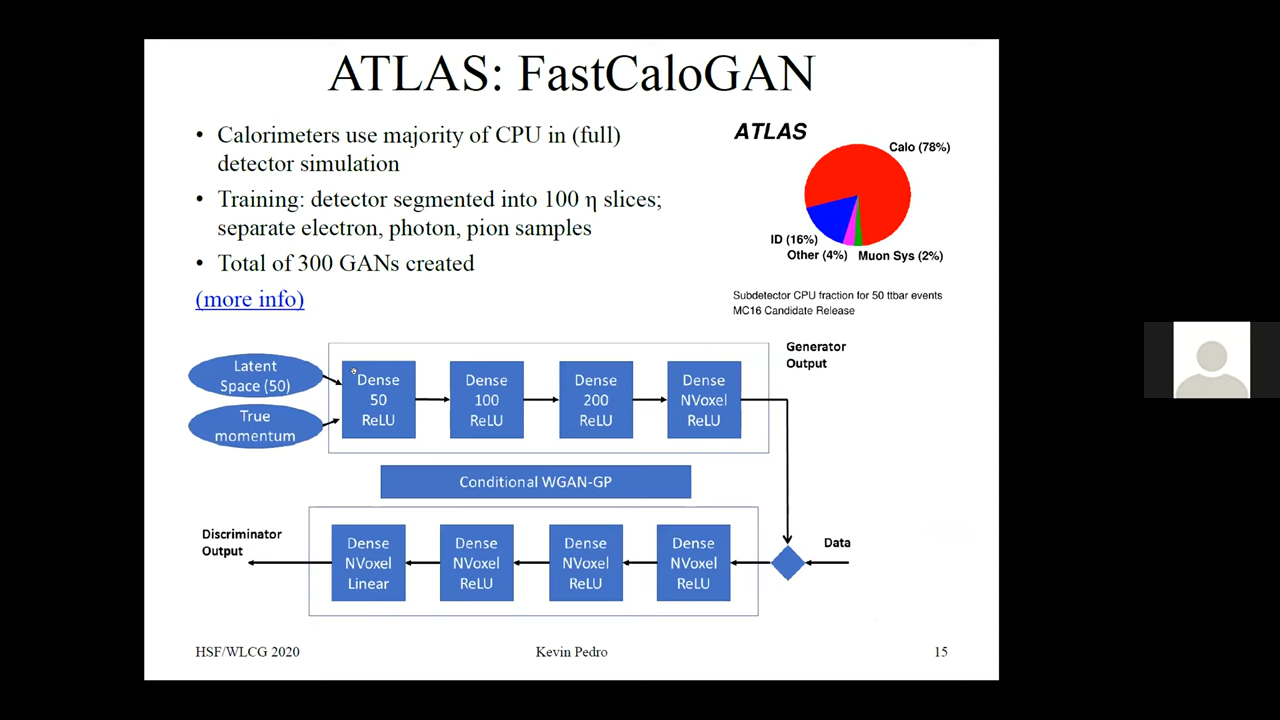 ATLAS: FastCaloGAN
• Calorimeters use majority of CPU in (full)
detector simulation
• Training: detector segmented into 100 η slices;
separate electron, photon, pion samples
• Total of 300 GANs created
(more info)
ATLAS
Calo (78%)
ID (16%)
Other (4%)
Muon Sys (2%)
Subdetector CPU fraction for 50 ttbar events
MC16 Candidate Release
Latent
Space (50)
True
momentum
Dense
50
ReLU
Dense
100
ReLU
Dense
200
ReLU
Dense
NVoxel
ReLU
Generator
Output
Conditional WGAN-GP
Discriminator
Output
Dense
NVoxel
Linear
Dense
NVoxel
ReLU
Dense
NVoxel
ReLU
Dense
NVoxel
ReLU
Data
HSF/WLCG 2020
Kevin Pedro
15